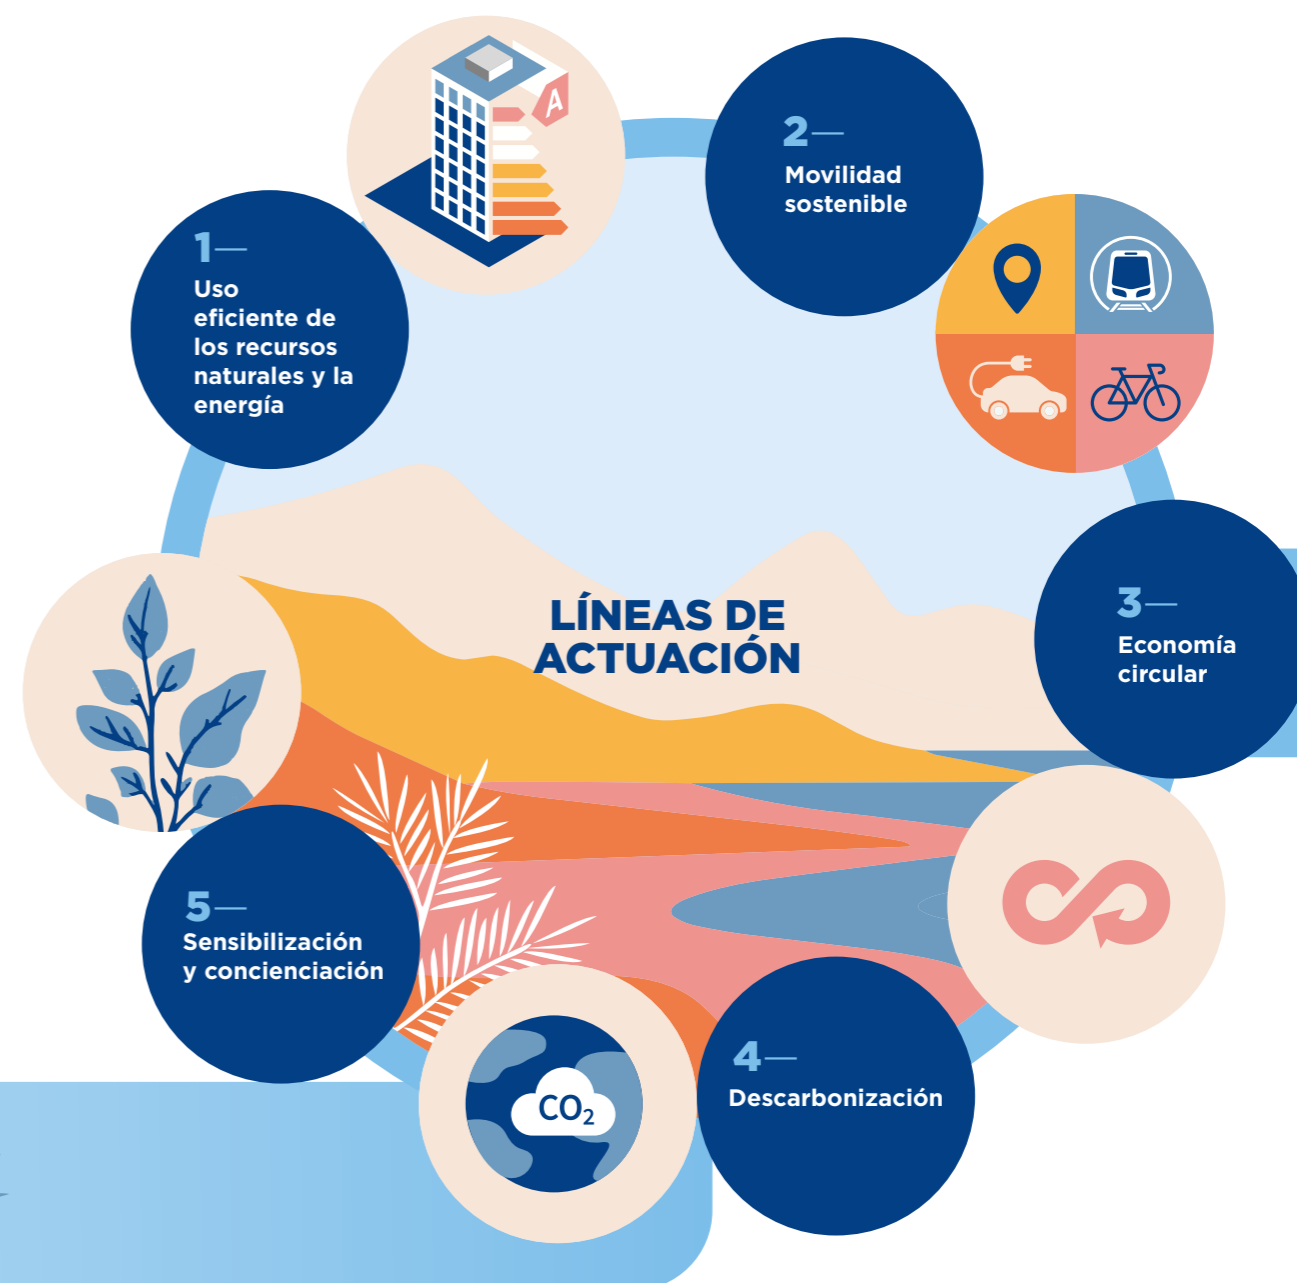 A
1—
Uso
eficiente de
los recursos
naturales y la
energía
2—
Movilidad
sostenible
LÍNEAS DE
ACTUACIÓN
3—
Economía
circular
4—
Descarbonización
CO₂
5—
Sensibilización
y concienciación